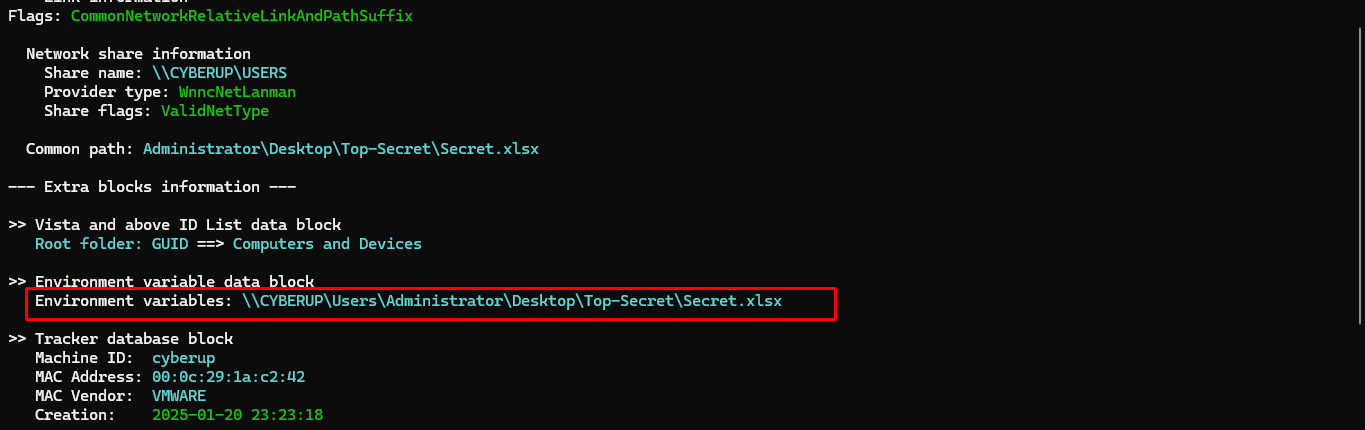 Link information
Flags: CommonNetworkRelativeLinkAndPathSuffix
Network share information
Share name: \\CYBERUP\USERS
Provider type: WnncNetLanman
Share flags: ValidNetType
Common path: Administrator\Desktop\Top-Secret\Secret.xlsx
--- Extra blocks information ---
>> Vista and above ID List data block
Root folder: GUID ==> Computers and Devices
>> Environment variable data block
Environment variables: \\CYBERUP\Users\Administrator\Desktop\Top-Secret\Secret.xlsx
>> Tracker database block
Machine ID: cyberup
MAC Address: 00:0c:29:1a:c2:42
MAC Vendor: VMWARE
Creation: 2025-01-20 23:23:18